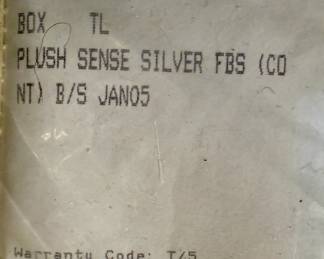 BOX TL
PLUSH SENSE SILVER FBS (CO
NT) B/S JAN05
Warranty Code: T/5